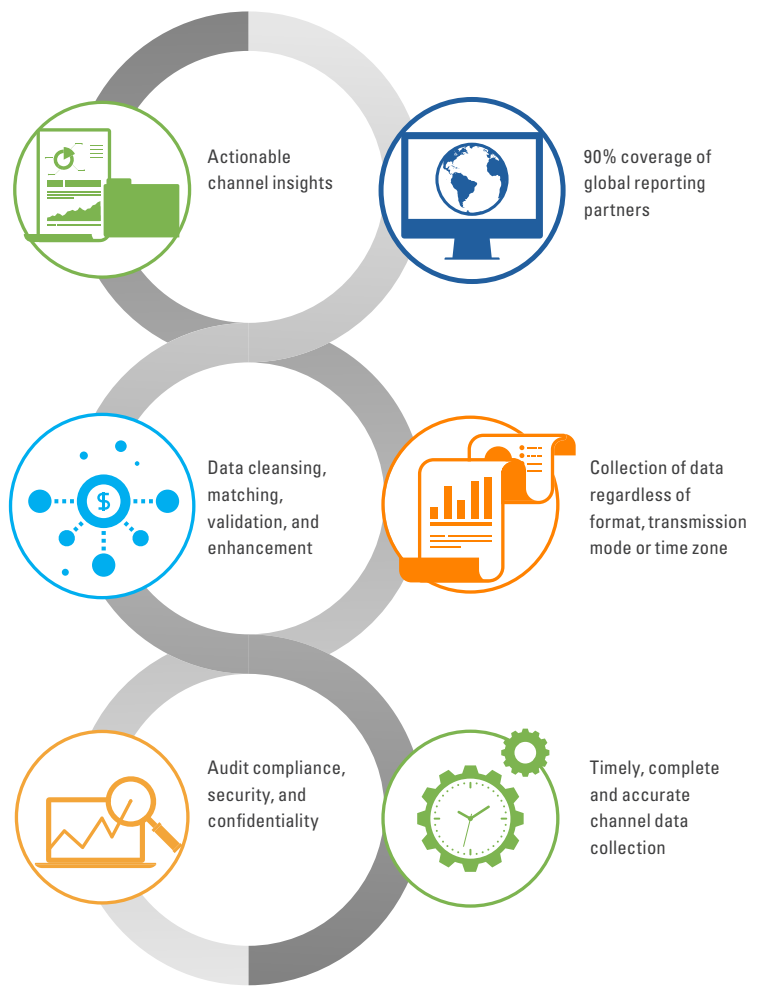 Actionable
channel insights
90% coverage of
global reporting
partners
Data cleansing,
matching,
validation, and
enhancement
$
Collection of data
regardless of
format, transmission
mode or time zone
Audit compliance,
security, and
confidentiality
Timely, complete
and accurate
channel data
collection